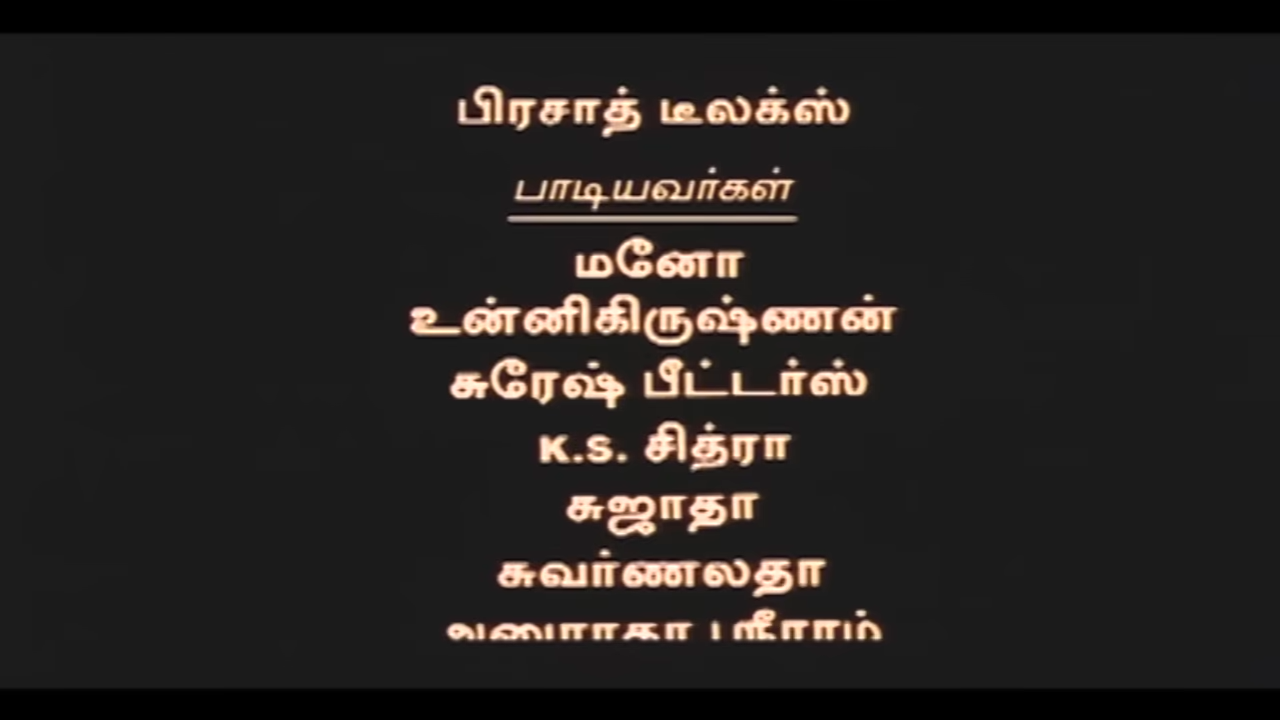 பிரசாத் டீலக்ஸ்
பாடியவர்கள்
மனோ
உன்னிகிருஷ்ணன்
சுரேஷ் பீட்டர்ஸ்
K.S. சித்ரா
சுஜாதா
சுவர்ணலதா
ஸ்ரீராம்